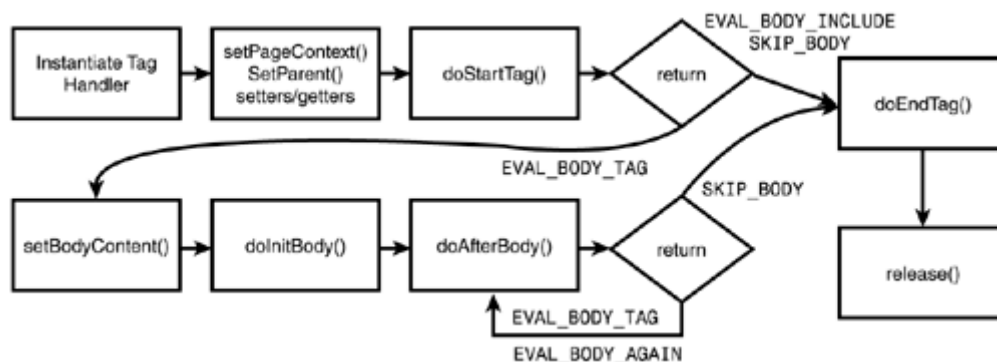 Instantiate Tag
Handler
setPageContext()
SetParent()
setters/getters
doStartTag()
return
EVAL_BODY_INCLUDE
SKIP_BODY
doEndTag()
EVAL_BODY_TAG
setBodyContent()
doInitBody()
doAfterBody()
return
SKIP_BODY
release()
EVAL_BODY_TAG
EVAL_BODY_AGAIN